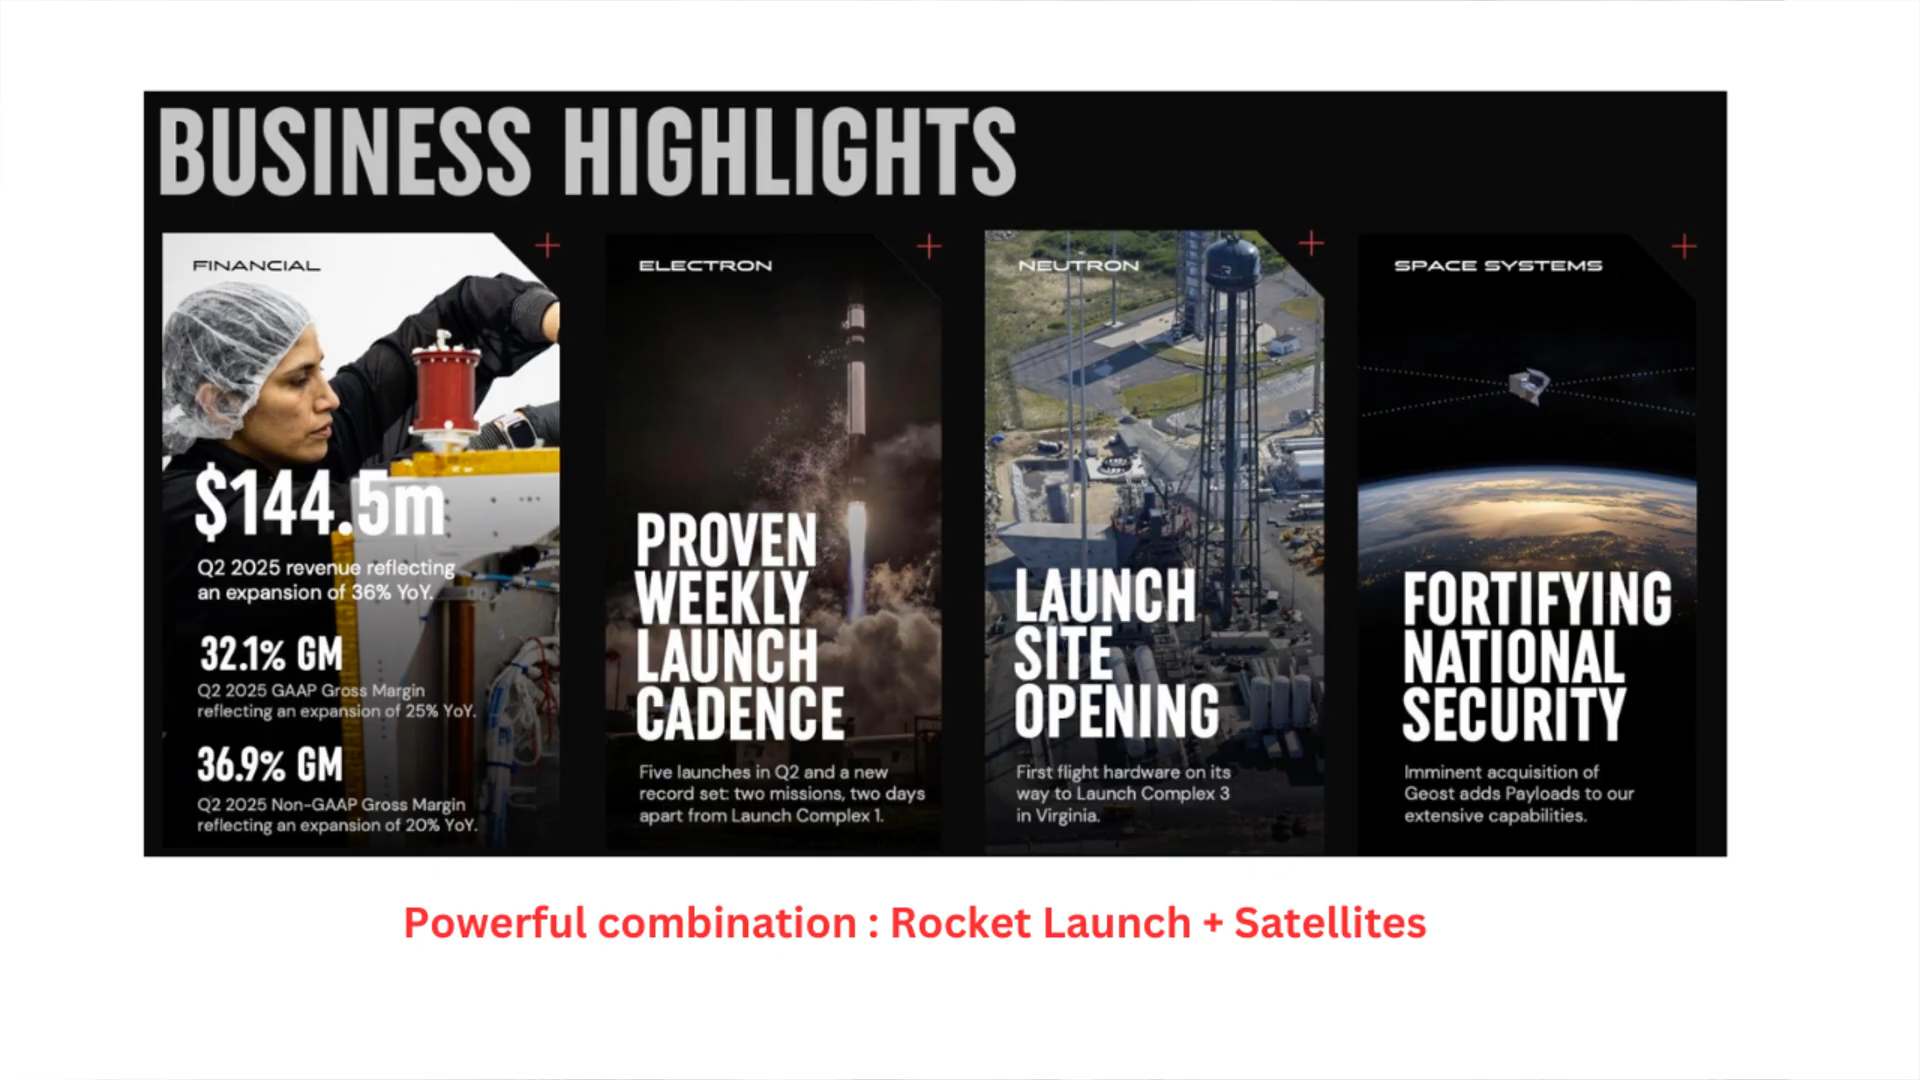 BUSINESS HIGHLIGHTS
FINANCIAL
$144.5m
Q2 2025 revenue reflecting
an expansion of 36% YoY.
32.1% GM
Q2 2025 GAAP Gross Margin
reflecting an expansion of 25% YoY.
36.9% GM
Q2 2025 Non-GAAP Gross Margin
reflecting an expansion of 20% YoY.
ELECTRON
PROVEN
WEEKLY
LAUNCH
CADENCE
Five launches in Q2 and a new
record set: two missions, two days
apart from Launch Complex 1.
NEUTRON
LAUNCH
SITE
OPENING
First flight hardware on its
way to Launch Complex 3
in Virginia.
SPACE SYSTEMS
FORTIFYING
NATIONAL
SECURITY
Imminent acquisition of
Geost adds Payloads to our
extensive capabilities.
Powerful combination : Rocket Launch + Satellites